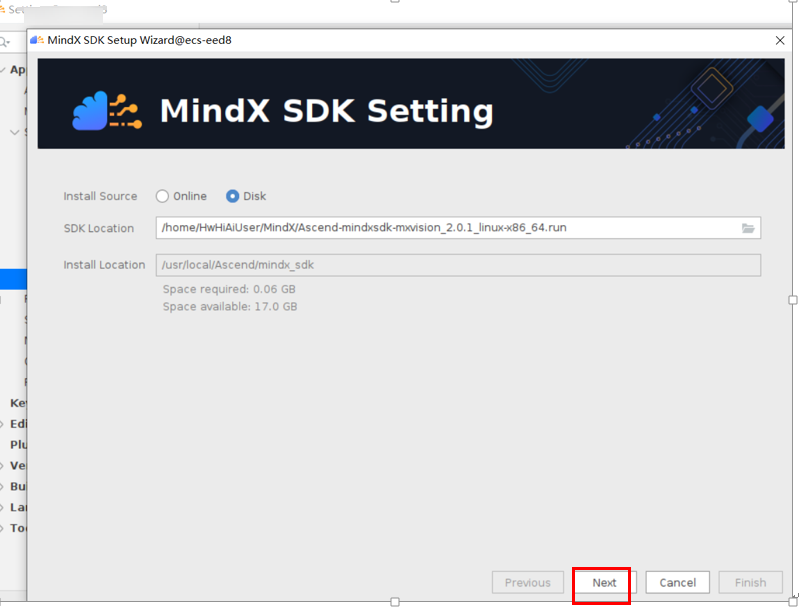 MindX SDK Setup Wizard@ecs-eed8
MindX SDK Setting
Install Source Online Disk
SDK Location /home/HwHiAiUser/MindX/Ascend-mindxsdk-mxvision_2.0.1_linux-x86_64.run
Install Location /usr/local/Ascend/mindx_sdk
Space required: 0.06 GB
Space available: 17.0 GB
Ap
Key
Edi
Plu
Ve
Bu
Lan
Too
Previous Next Cancel Finish